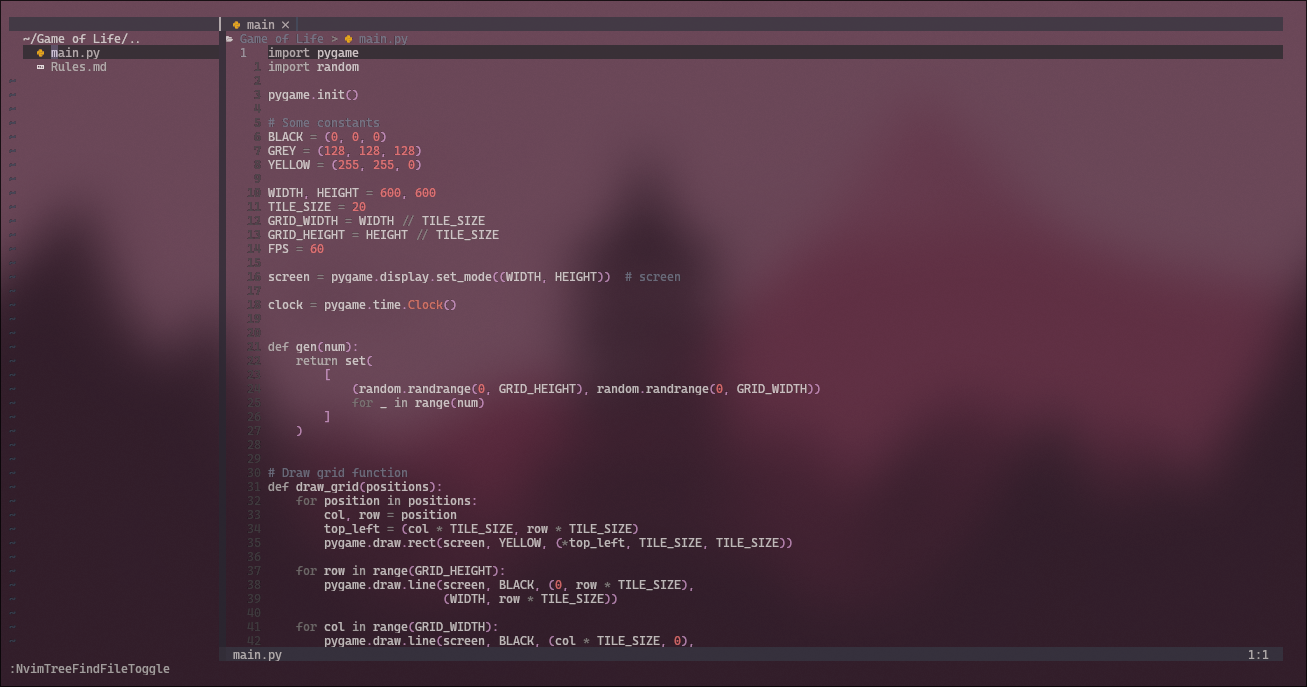 main ×
~/Game of Life/..
main.py
Rules.md
Game of Life > main.py
1 import pygame
1 import random
2
3 pygame.init()
4
5 # Some constants
6 BLACK = (0, 0, 0)
7 GREY = (128, 128, 128)
8 YELLOW = (255, 255, 0)
9
10 WIDTH, HEIGHT = 600, 600
11 TILE_SIZE = 20
12 GRID_WIDTH = WIDTH // TILE_SIZE
13 GRID_HEIGHT = HEIGHT // TILE_SIZE
14 FPS = 60
15
16 screen = pygame.display.set_mode((WIDTH, HEIGHT))  # screen
17
18 clock = pygame.time.Clock()
19
20
21 def gen(num):
22     return set(
23         [
24             (random.randrange(0, GRID_HEIGHT), random.randrange(0, GRID_WIDTH))
25             for _ in range(num)
26         ]
27     )
28
29
30 # Draw grid function
31 def draw_grid(positions):
32     for position in positions:
33         col, row = position
34         top_left = (col * TILE_SIZE, row * TILE_SIZE)
35         pygame.draw.rect(screen, YELLOW, (*top_left, TILE_SIZE, TILE_SIZE))
36
37     for row in range(GRID_HEIGHT):
38         pygame.draw.line(screen, BLACK, (0, row * TILE_SIZE),
39                          (WIDTH, row * TILE_SIZE))
40
41     for col in range(GRID_WIDTH):
42         pygame.draw.line(screen, BLACK, (col * TILE_SIZE, 0),
main.py 1:1
:NvimTreeFindFileToggle